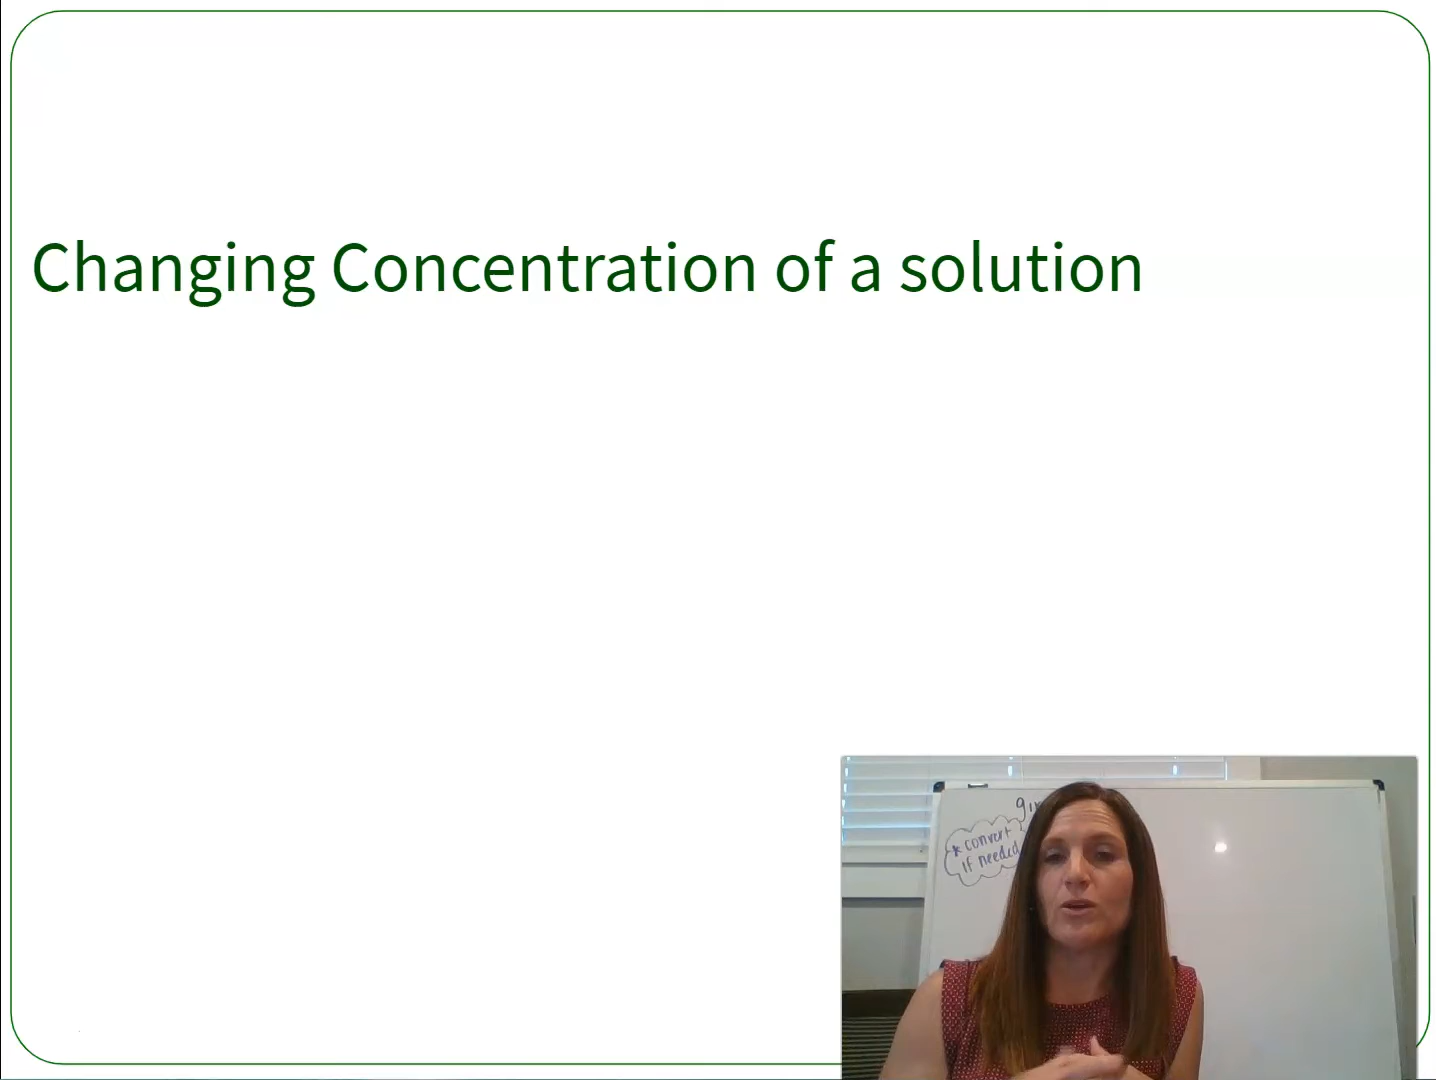 Changing Concentration of a solution
* convert
if needed